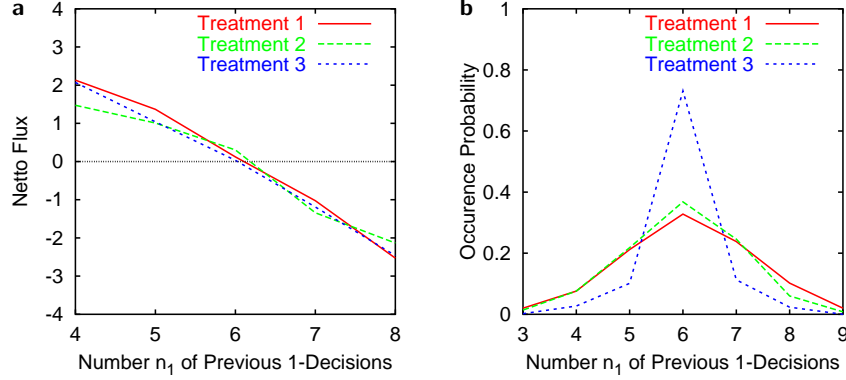 a
Treatment 1
Treatment 2
Treatment 3
4
3
2
1
0
-1
-2
-3
-4
Netto Flux
4 5 6 7 8
Number n1 of Previous 1-Decisions
b
Treatment 1
Treatment 2
Treatment 3
1
0.8
0.6
0.4
0.2
0
Occurence Probability
3 4 5 6 7 8 9
Number n1 of Previous 1-Decisions